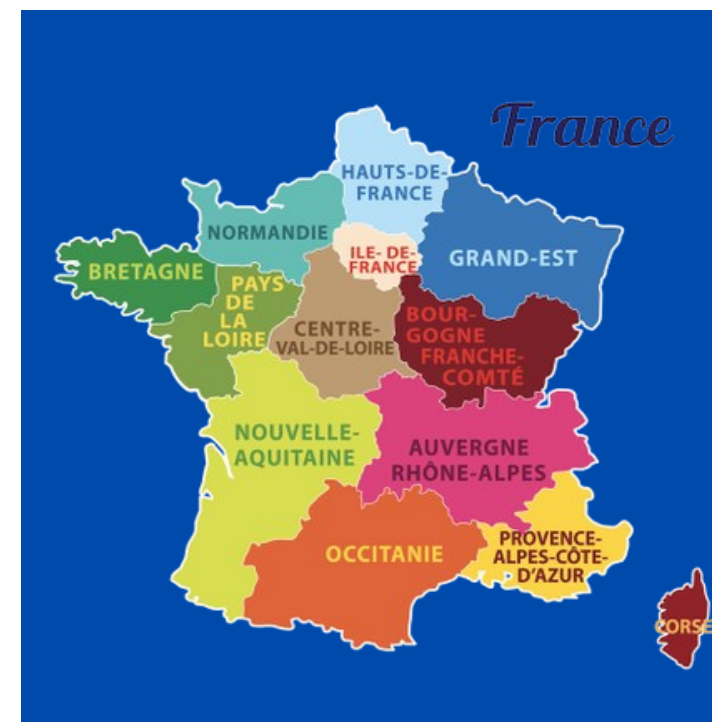 France
HAUTS-DE-
FRANCE
NORMANDIE
ILE- DE-
FRANCE
GRAND-EST
BRETAGNE
PAYS
DE
LA
LOIRE
CENTRE-
VAL-DE-LOIRE
BOUR-
GOGNE
FRANCHE-
COMTÉ
NOUVELLE-
AQUITAINE
AUVERGNE
RHÔNE-ALPES
OCCITANIE
PROVENCE-
ALPES-CÔTE-
D'AZUR
CORSE